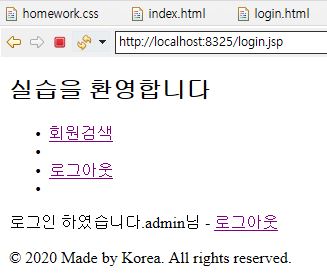 homework.css index.html login.html
http://localhost:8325/login.jsp
실습을 환영합니다
회원검색
로그아웃
로그인 하였습니다.admin님 - 로그아웃
© 2020 Made by Korea. All rights reserved.